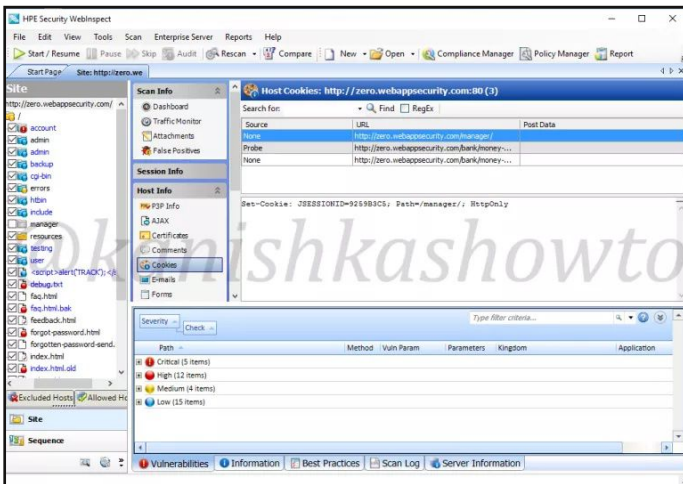 HPE Security WebInspect
File Edit View Tools Scan Enterprise Server Reports Help
Start / Resume Pause Skip Audit Rescan Compare New Open Compliance Manager Policy Manager Report
Start Page Site: http://zero.we
Site
http://zero.webappsecurity.com/
/
account
admin
admin
backup
cgi-bin
errors
htbin
include
manager
resources
testing
user
<script>alert('TRACK');</s
debug.txt
faq.html
faq.html.bak
feedback.html
forgot-password.html
forgotten-password-send.
index.html
index.html.old
Excluded Hosts Allowed Ho
Site
Sequence
Scan Info
Dashboard
Traffic Monitor
Attachments
False Positives
Session Info
Host Info
P3P Info
AJAX
Certificates
Comments
Cookies
E-mails
Forms
Host Cookies: http://zero.webappsecurity.com:80 (3)
Search for: Find RegEx
Source URL Post Data
None http://zero.webappsecurity.com/manager/
Probe http://zero.webappsecurity.com/bank/money-...
None http://zero.webappsecurity.com/bank/money-...
Set-Cookie: JSESSIONID=9259B3C5; Path=/manager/; HttpOnly
@kanishkashowto
Severity
Check
Type filter criteria...
Path Method Vuln Param Parameters Kingdom Application
Critical (5 items)
High (12 items)
Medium (4 items)
Low (15 items)
Vulnerabilities Information Best Practices Scan Log Server Information